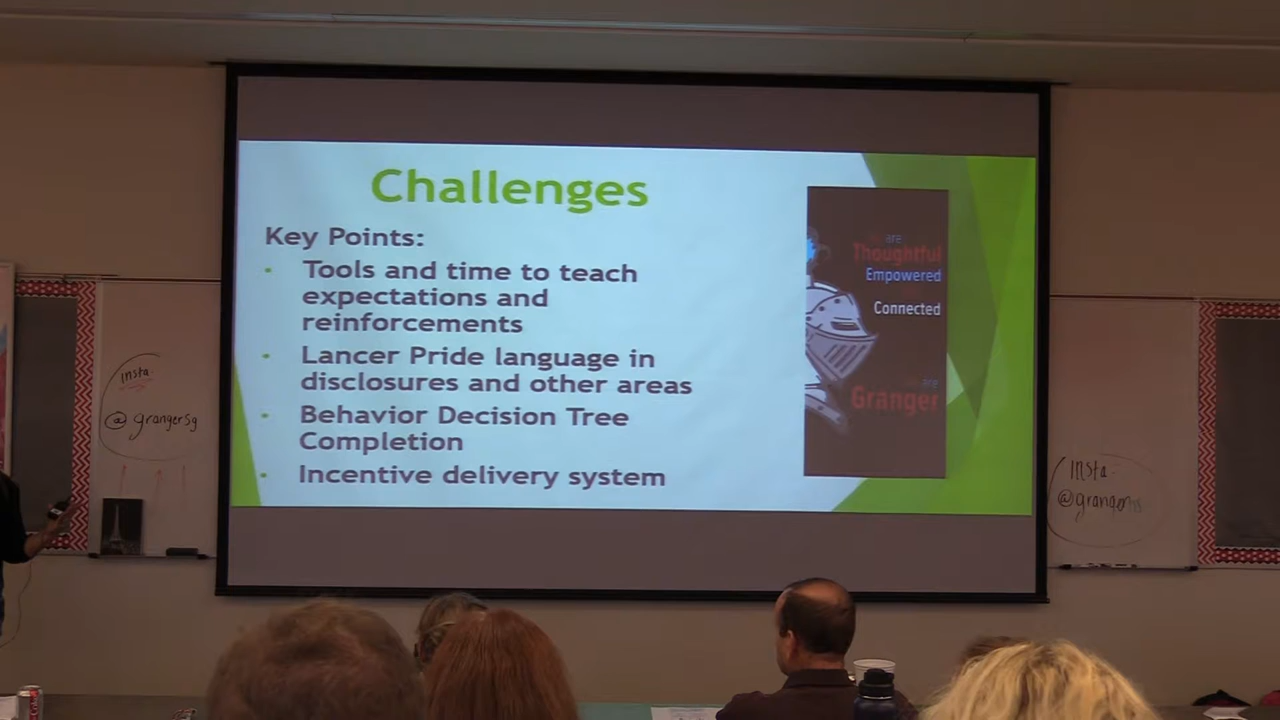 Challenges
Key Points:
• Tools and time to teach
expectations and
reinforcements
• Lancer Pride language in
disclosures and other areas
• Behavior Decision Tree
Completion
• Incentive delivery system
are
Thoughtful
Empowered
Connected
are
Granger
insta
@grangersg
insta